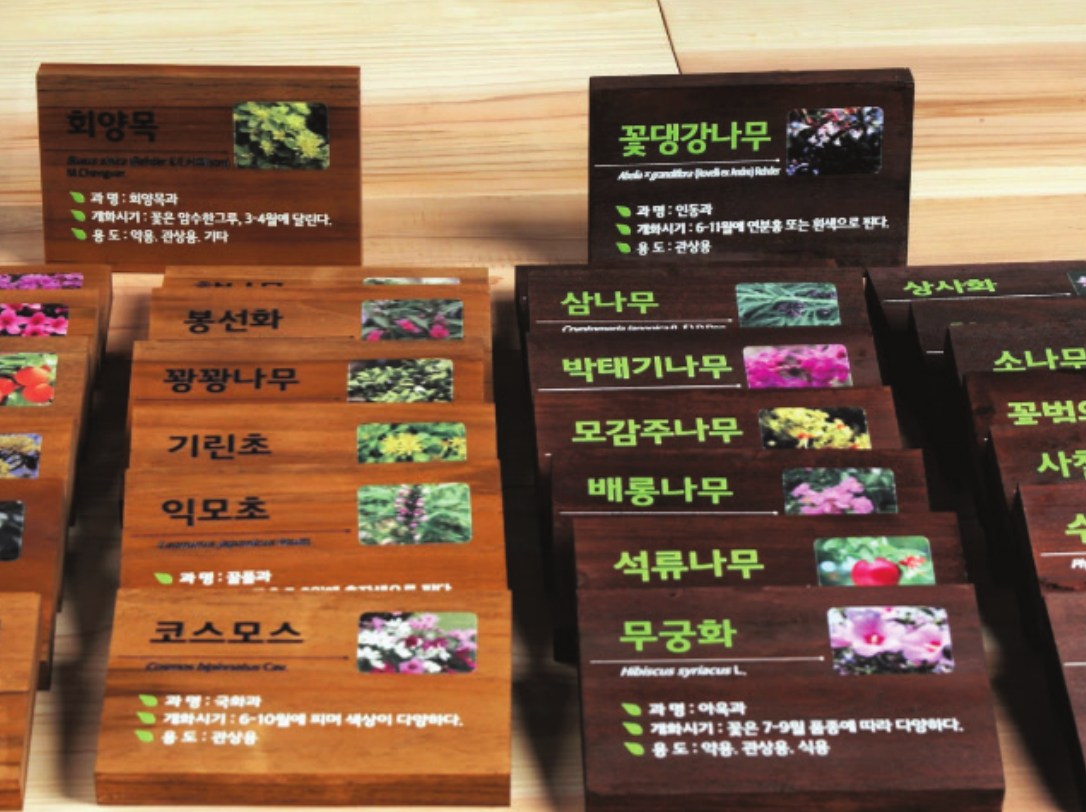 회양목
M.Cheng
과 명 : 회양목과
개화시기 : 꽃은 암수한그루, 3-4월에 달린다.
용 도 : 약용. 관상용. 기타
꽃댕강나무
Abelia × grandiflora (Rovelli ex André) Rehder
과 명 : 인동과
개화시기 : 6-11월에 연분홍 또는 흰색으로 핀다.
용 도 : 관상용
봉선화
꽝꽝나무
기린초
익모초
과 명 : 꿀풀과
코스모스
Cosmos bipinnatus Cav.
과 명 : 국화과
개화시기 : 6-10월에 피며 색상이 다양하다.
용 도 : 관상용
삼나무
박태기나무
모감주나무
배롱나무
석류나무
무궁화
Hibiscus syriacus L.
과 명 : 아욱과
개화시기 : 꽃은 7-9월 품종에 따라 다양하다.
용 도 : 약용. 관상용. 식용
상사화
소나무